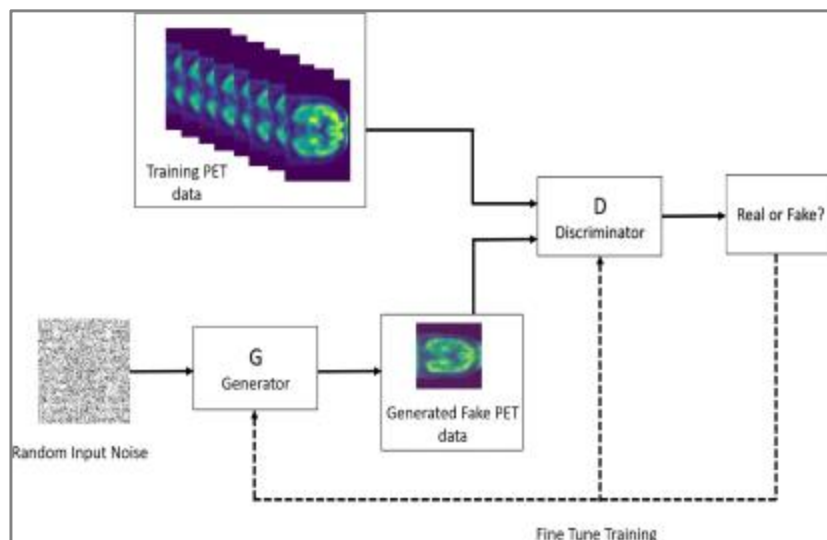 Training PET
data
D
Discriminator
Real or Fake?
G
Generator
Generated Fake PET
data
Random Input Noise
Fine Tune Training